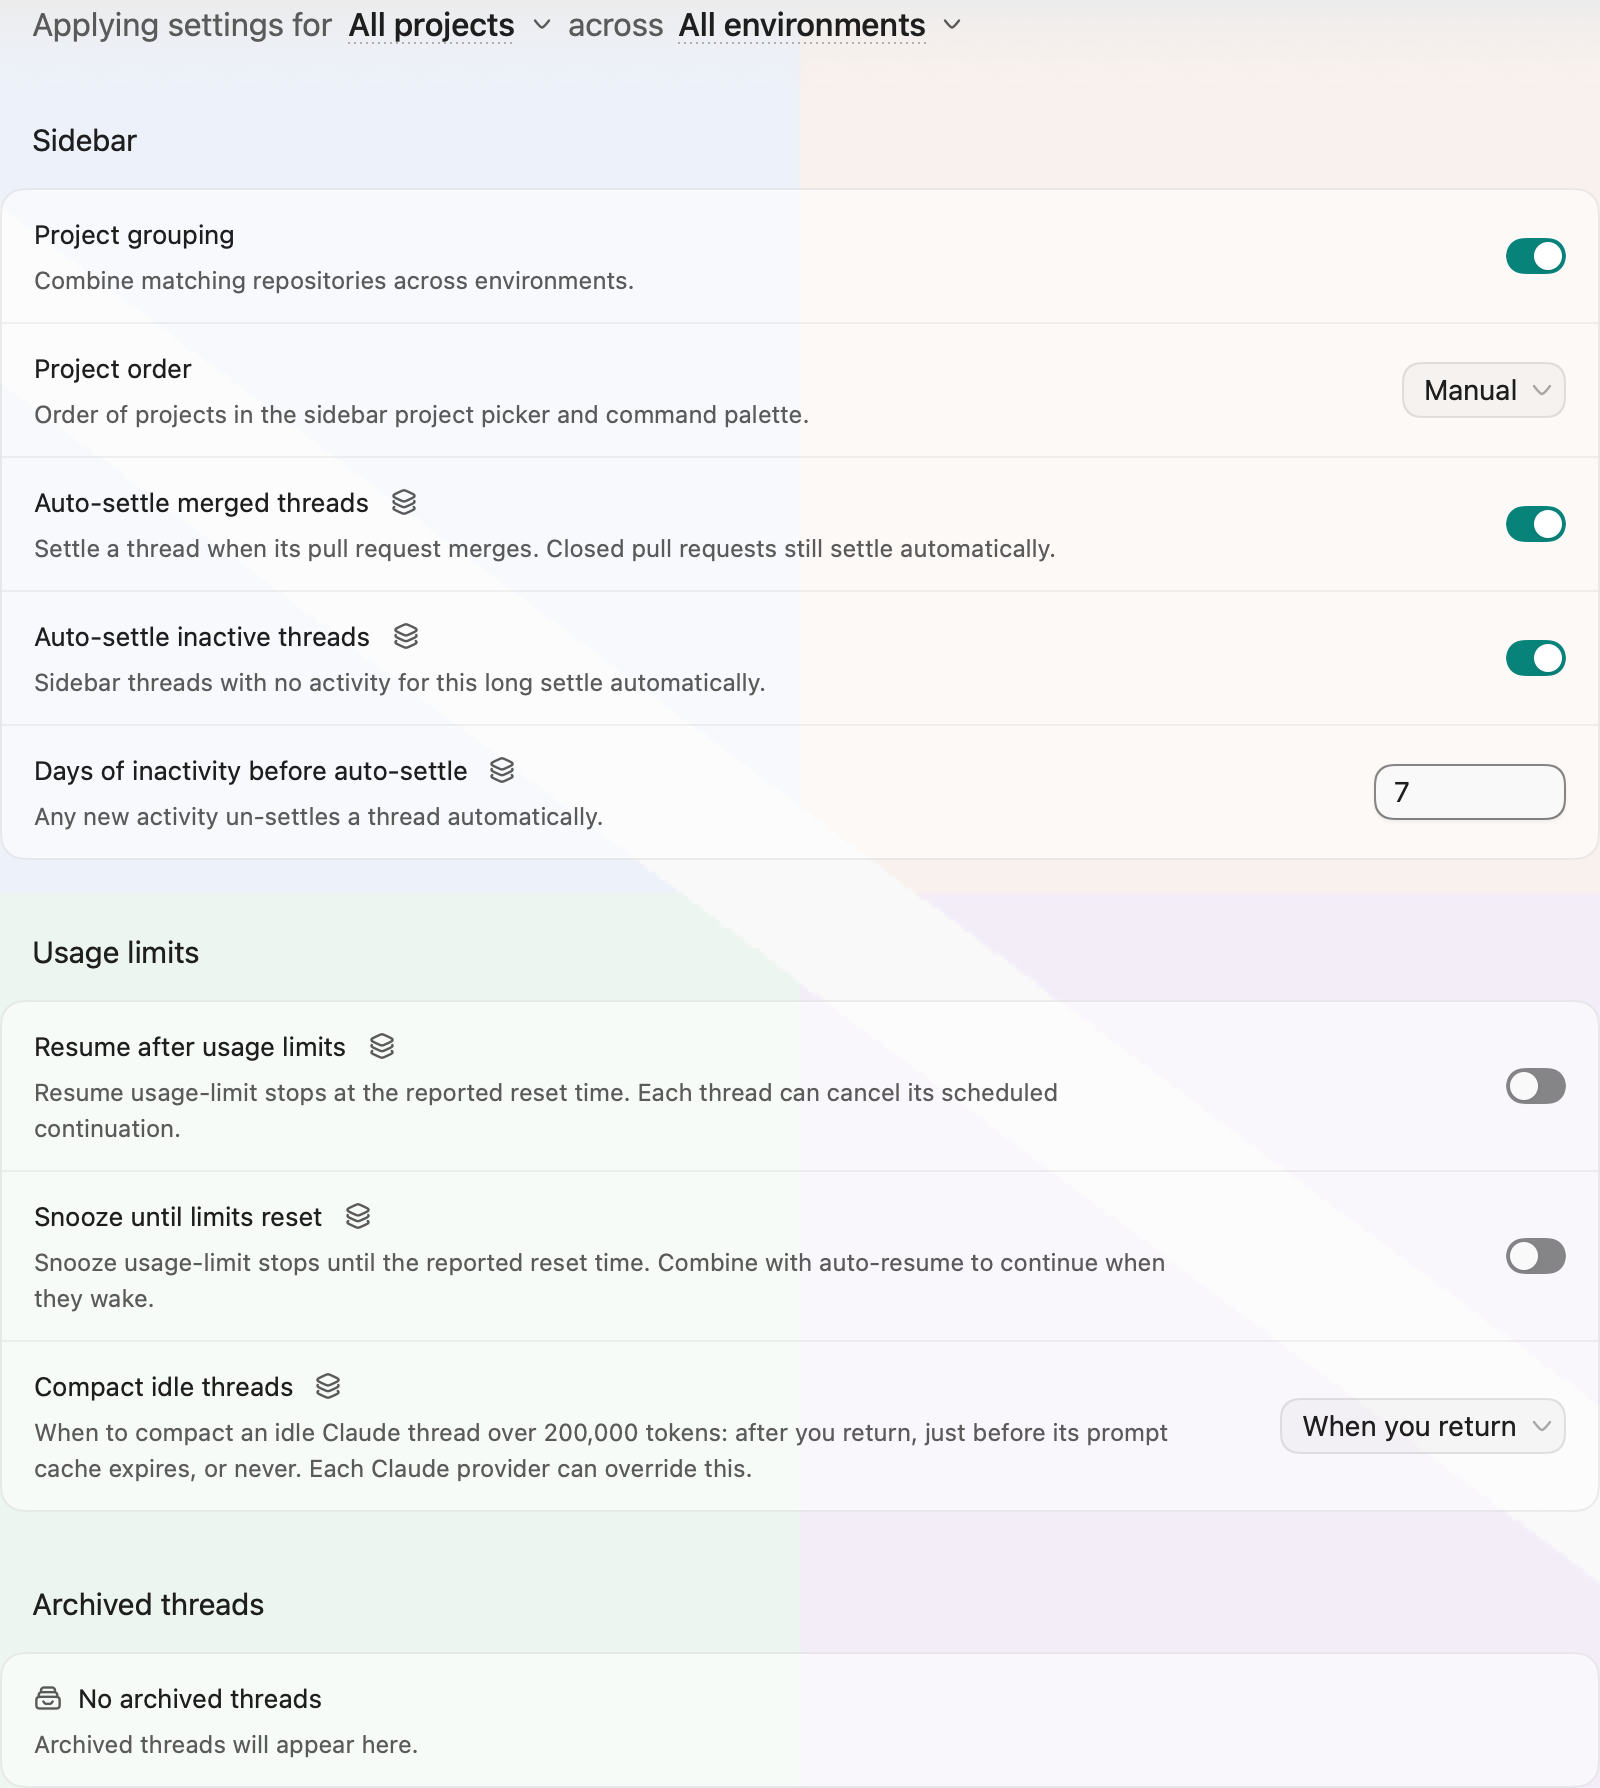 Applying settings for All projects across All environments
Sidebar
Project grouping
Combine matching repositories across environments.
Project order
Order of projects in the sidebar project picker and command palette.
Manual
Auto-settle merged threads
Settle a thread when its pull request merges. Closed pull requests still settle automatically.
Auto-settle inactive threads
Sidebar threads with no activity for this long settle automatically.
Days of inactivity before auto-settle
Any new activity un-settles a thread automatically.
7
Usage limits
Resume after usage limits
Resume usage-limit stops at the reported reset time. Each thread can cancel its scheduled
continuation.
Snooze until limits reset
Snooze usage-limit stops until the reported reset time. Combine with auto-resume to continue when
they wake.
Compact idle threads
When to compact an idle Claude thread over 200,000 tokens: after you return, just before its prompt
cache expires, or never. Each Claude provider can override this.
When you return
Archived threads
No archived threads
Archived threads will appear here.